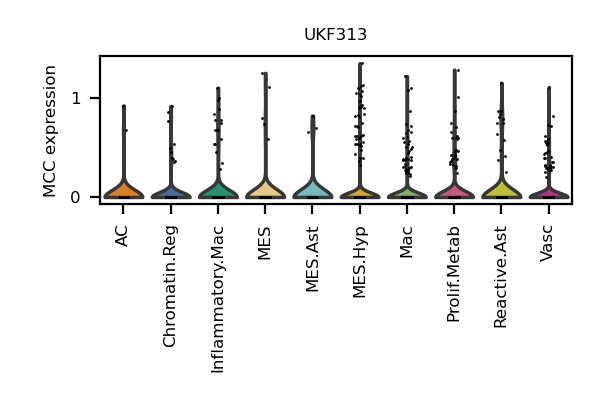 UKF313
MCC expression
1
0
AC
Chromatin.Reg
Inflammatory.Mac
MES
MES.Ast
MES.Hyp
Mac
Prolif.Metab
Reactive.Ast
Vasc